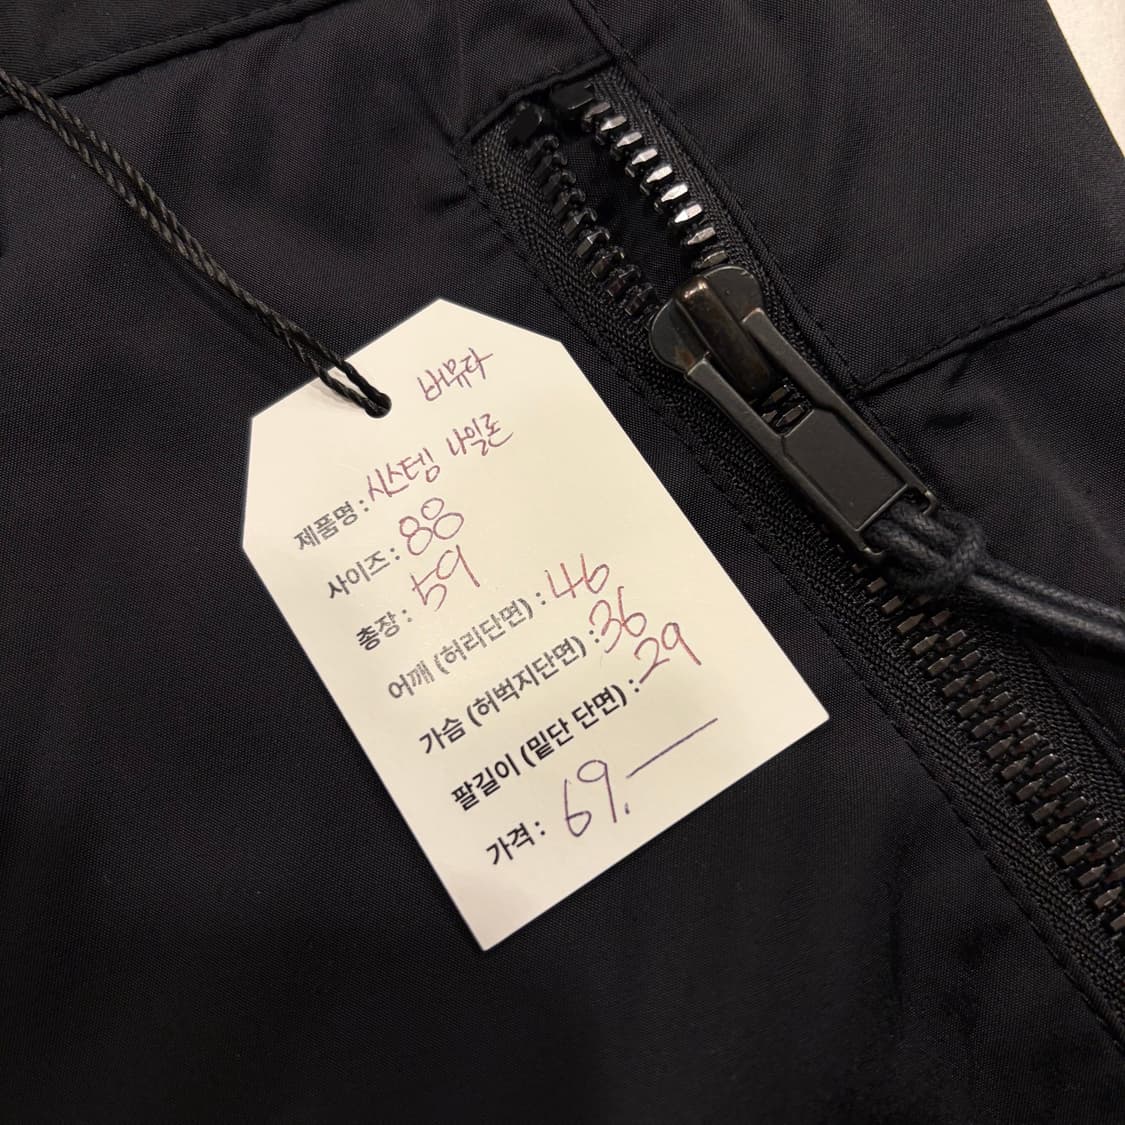 버뮤다
제품명 : 시스템 나일론
사이즈 : 88
총장 : 59
어깨 (허리단면) : 46
가슴 (허벅지단면) : 36
팔길이 (밑단 단면) : 29
가격 : 69.—